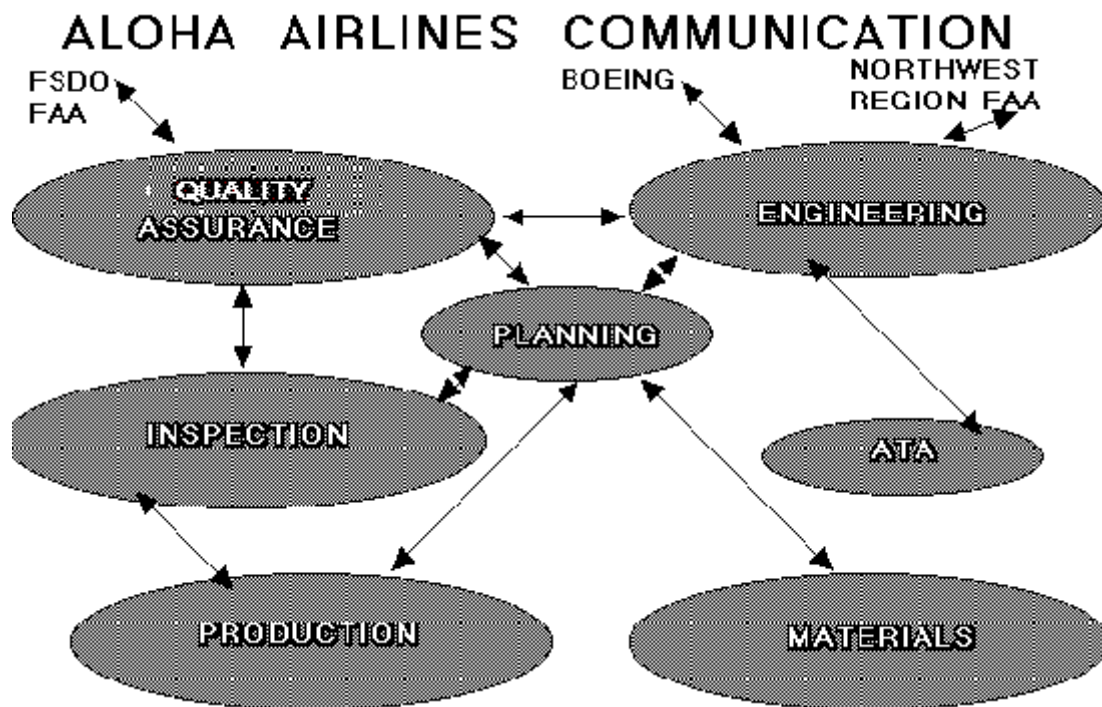 ALOHA AIRLINES COMMUNICATION
FSDO
FAA
BOEING
NORTHWEST
REGION FAA
QUALITY
ASSURANCE
ENGINEERING
PLANNING
INSPECTION
ATA
PRODUCTION
MATERIALS